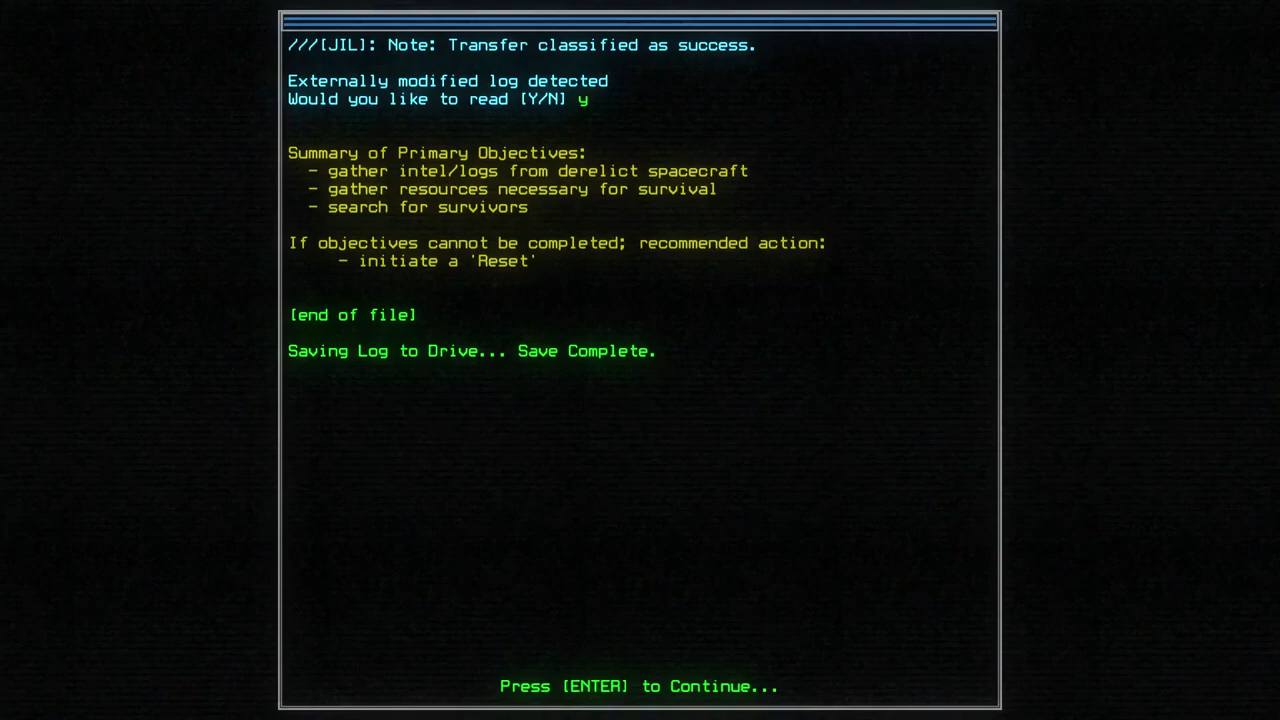 ///[JIL]: Note: Transfer classified as success.
Externally modified log detected
Would you like to read [Y/N] y
Summary of Primary Objectives:
- gather intel/logs from derelict spacecraft
- gather resources necessary for survival
- search for survivors
If objectives cannot be completed; recommended action:
- initiate a 'Reset'
[end of file]
Saving Log to Drive... Save Complete.
Press [ENTER] to Continue...